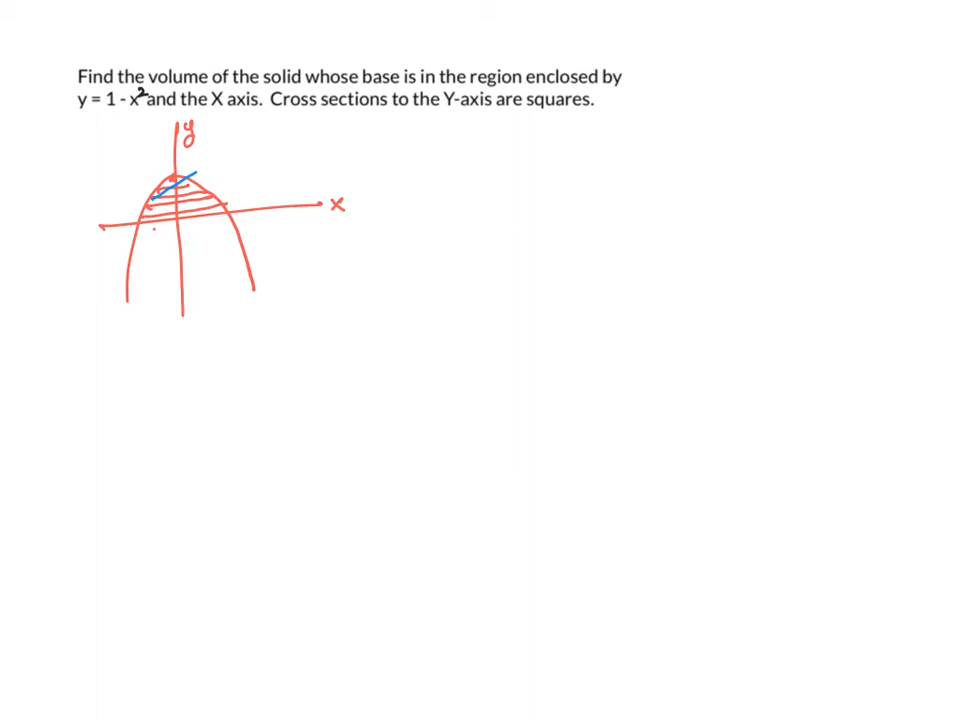 Find the volume of the solid whose base is in the region enclosed by
y = 1 - x² and the X axis. Cross sections to the Y-axis are squares.
y
x